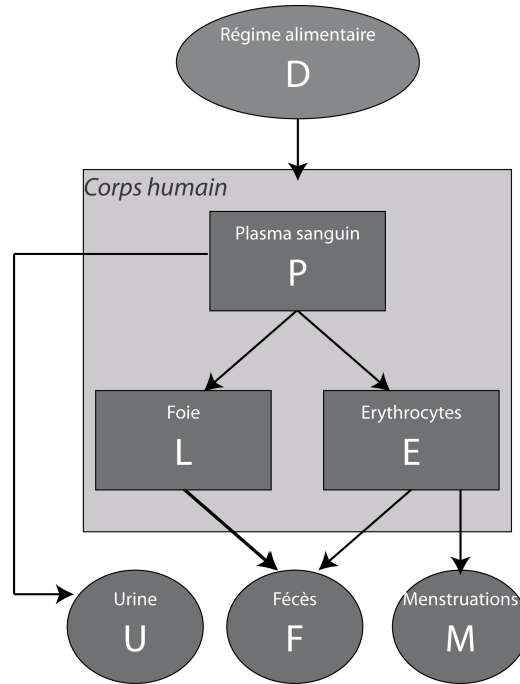 Régime alimentaire
D
Corps humain
Plasma sanguin
P
Foie
L
Erythrocytes
E
Urine
U
Fécès
F
Menstruations
M